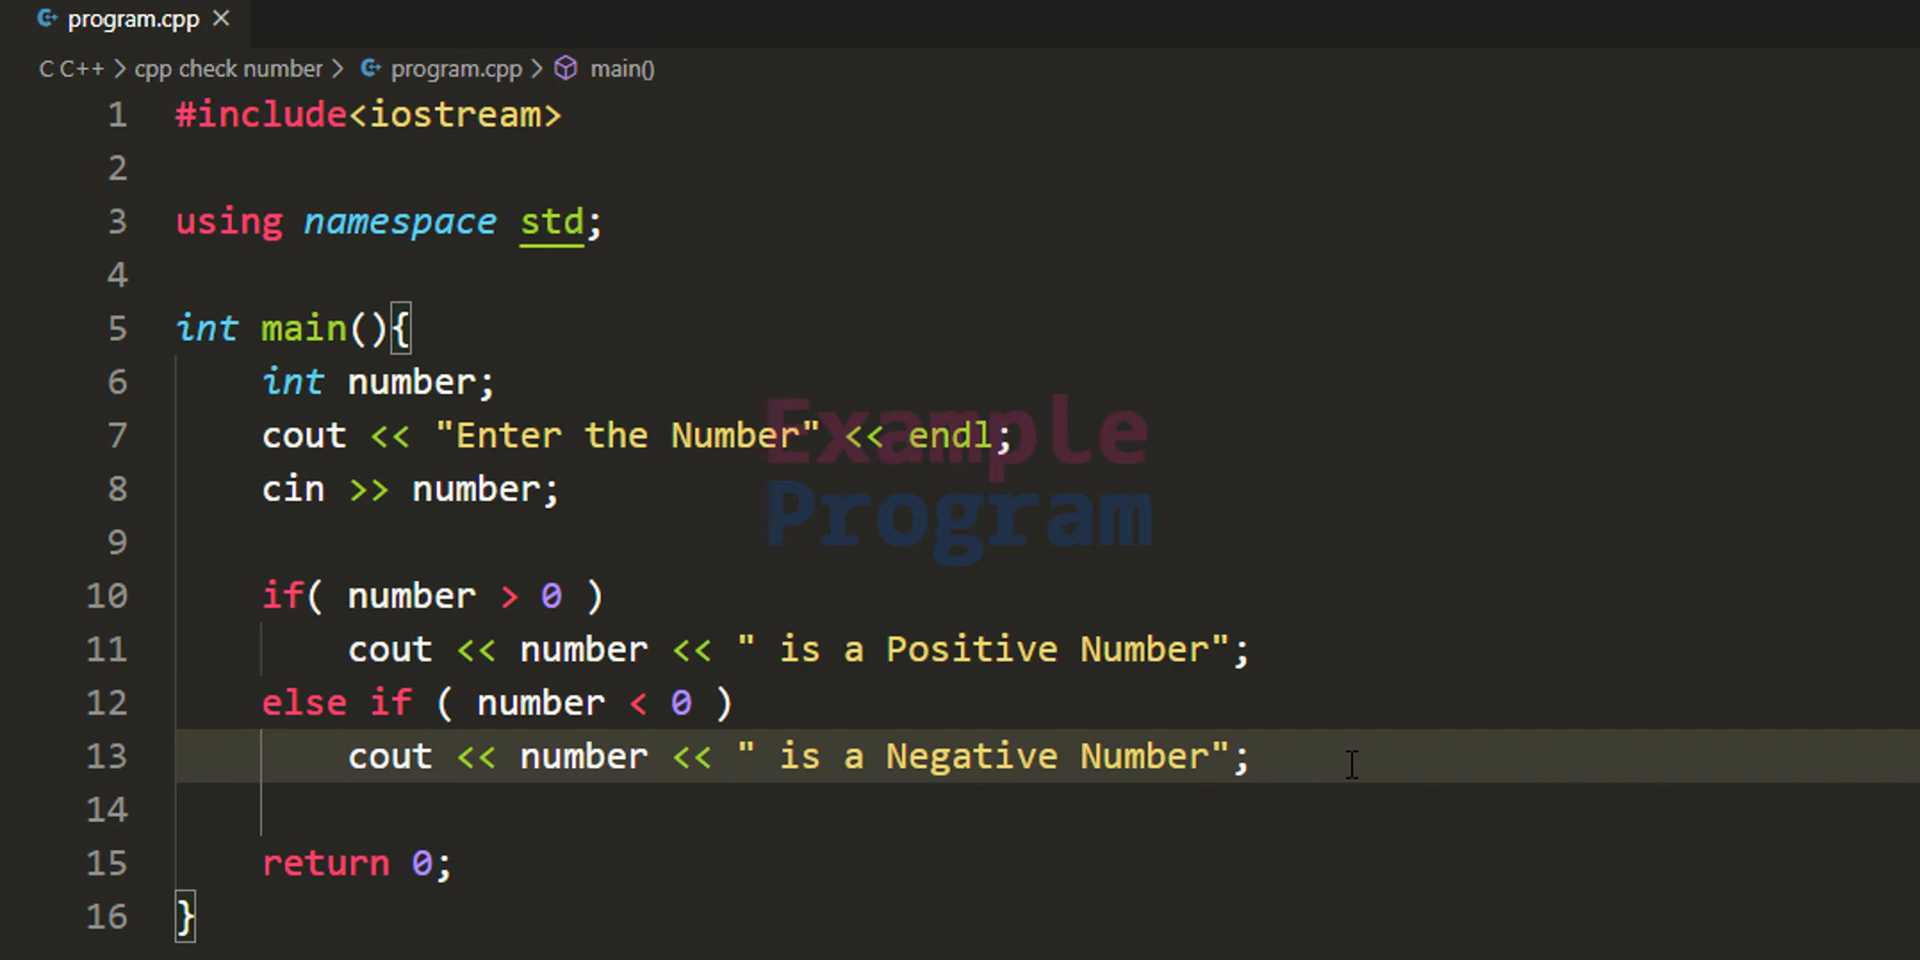 program.cpp ×
C C++ > cpp check number > program.cpp > main()
1 #include<iostream>
2
3 using namespace std;
4
5 int main(){
6     int number;
7     cout << "Enter the Number" << endl;
8     cin >> number;
9
10     if( number > 0 )
11         cout << number << " is a Positive Number";
12     else if ( number < 0 )
13         cout << number << " is a Negative Number";
14
15     return 0;
16 }
Example
Program